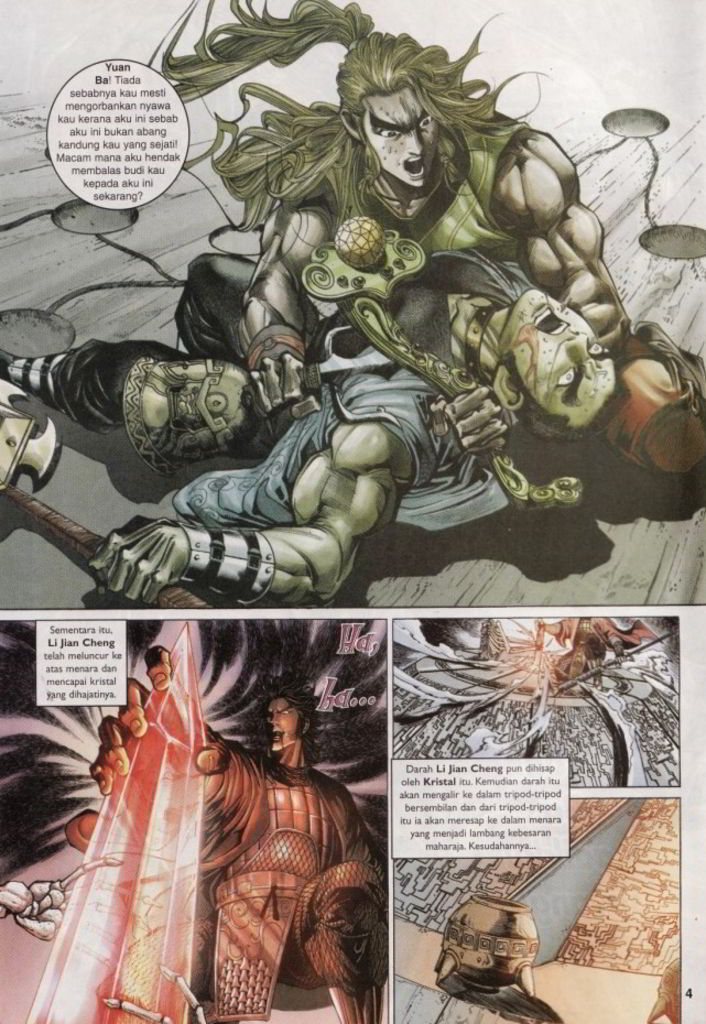 Yuan
Ba! Tiada
sebabnya kau mesti
mengorbankan nyawa
kau kerana aku ini sebab
aku ini bukan abang
kandung kau yang sejati!
Macam mana aku hendak
membalas budi kau
kepada aku ini
sekarang?
Sementara itu,
Li Jian Cheng
telah meluncur ke
atas menara dan
mencapai kristal
yang dihajatinya.
Ha,
ha...
Darah Li Jian Cheng pun dihisap
oleh Kristal itu. Kemudian darah itu
akan mengalir ke dalam tripod-tripod
bersembilan dan dari tripod-tripod
itu ia akan meresap ke dalam menara
yang menjadi lambang kebesaran
maharaja. Kesudahannya...
4